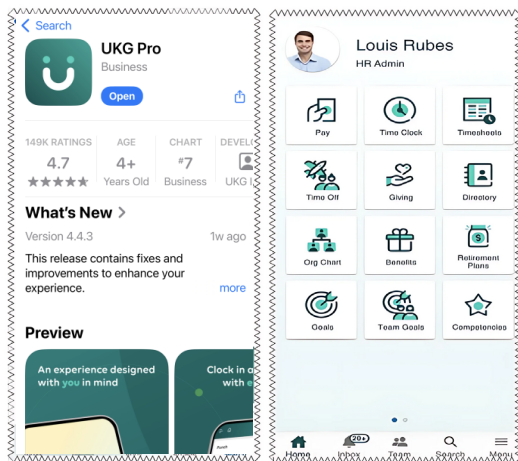 Search
UKG Pro
Business
Open
149K RATINGS
4.7
AGE
4+
Years Old
CHART
#7
Business
DEVELO
UKG I
What's New
Version 4.4.3
1w ago
This release contains fixes and
improvements to enhance your
experience.
more
Preview
An experience designed
with you in mind
Clock in a
with e
Louis Rubes
HR Admin
Pay
Time Clock
Timesheets
Time Off
Giving
Directory
Org Chart
Benefits
Retirement
Plans
Goals
Team Goals
Competencies
20+
Home
Inbox
Team
Search
Menu